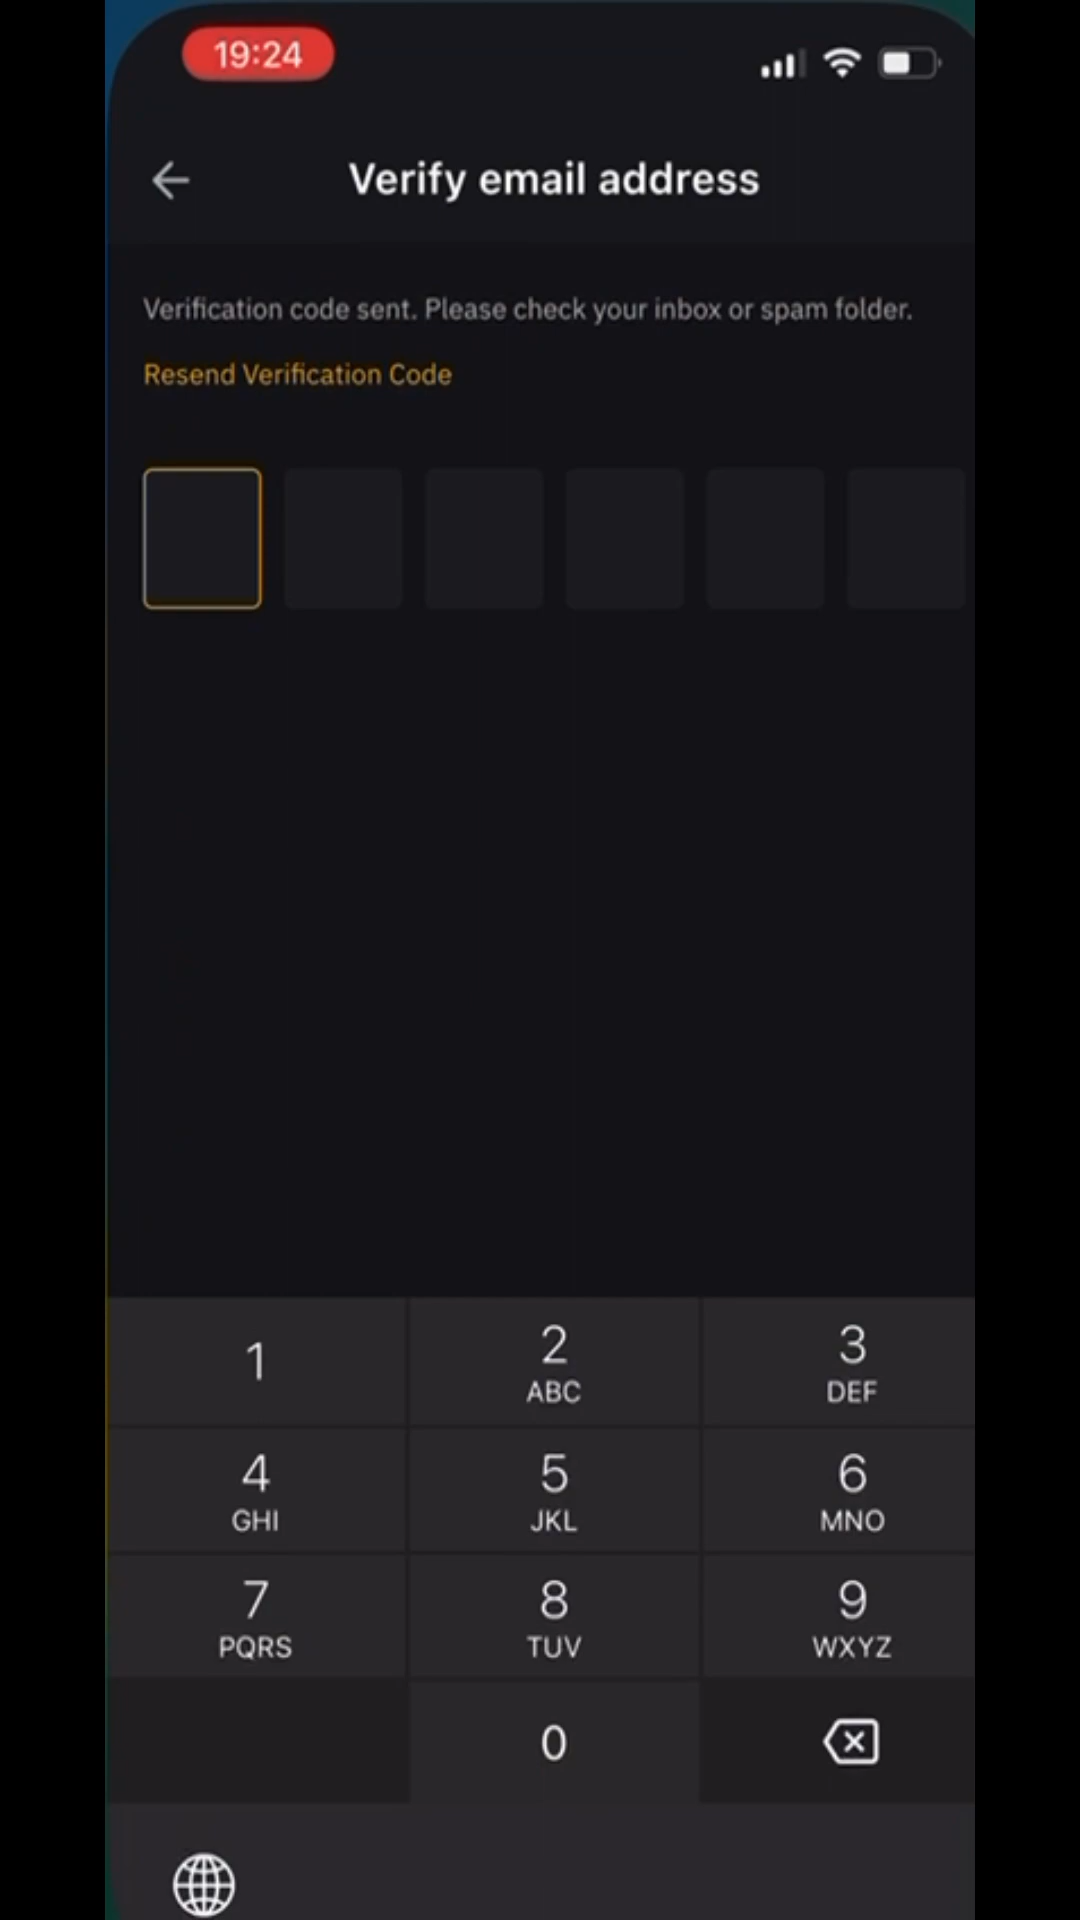 19:24
Verify email address
Verification code sent. Please check your inbox or spam folder.
Resend Verification Code
1
2
ABC
3
DEF
4
GHI
5
JKL
6
MNO
7
PQRS
8
TUV
9
WXYZ
0